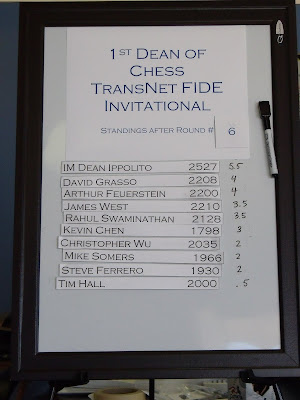 1ST DEAN OF
CHESS
TRANSNET FIDE
INVITATIONAL
STANDINGS AFTER ROUND # 6
IM DEAN IPPOLITO 2527 5.5
DAVID GRASSO 2208 4
ARTHUR FEUERSTEIN 2200 4
JAMES WEST 2210 3.5
RAHUL SWAMINATHAN 2128 3.5
KEVIN CHEN 1798 3
CHRISTOPHER WU 2035 2
MIKE SOMERS 1966 2
STEVE FERRERO 1930 2
TIM HALL 2000 .5